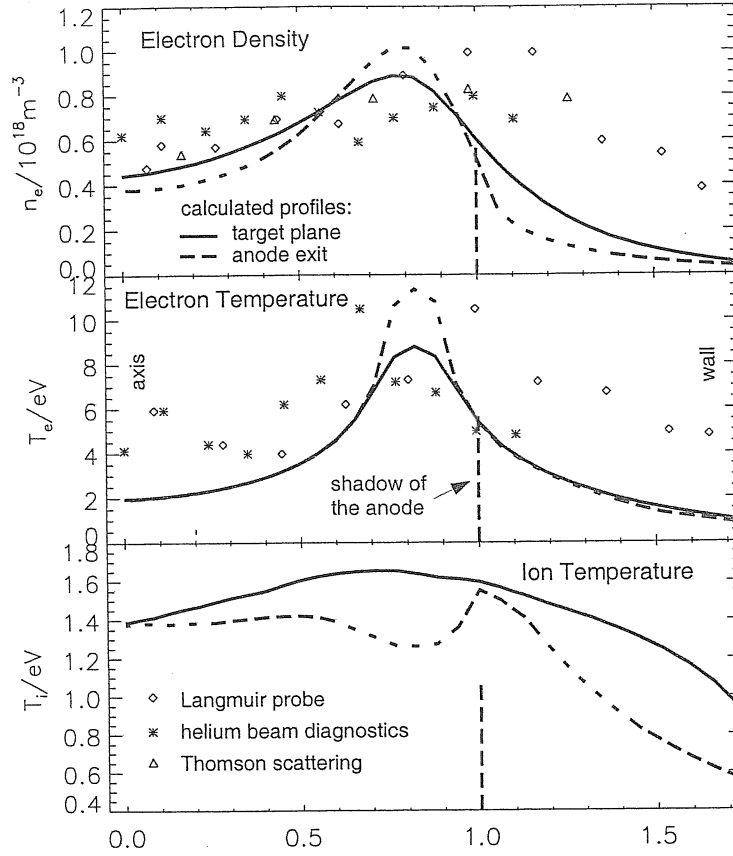 1.2
Electron Density
1.0
0.8
0.6
0.4
0.2
0.0
n_e/10^18 m^-3
calculated profiles:
target plane
anode exit
12
Electron Temperature
10
8
6
4
2
0
T_e/eV
axis
wall
shadow of
the anode
Ion Temperature
1.6
1.4
1.2
1.0
0.8
0.6
0.4
T_i/eV
Langmuir probe
helium beam diagnostics
Thomson scattering
0.0 0.5 1.0 1.5